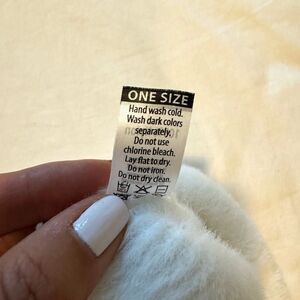 ONE SIZE
Hand wash cold.
Wash dark colors
separately.
Do not use
chlorine bleach.
Lay flat to dry.
Do not iron.
Do not dry clean.